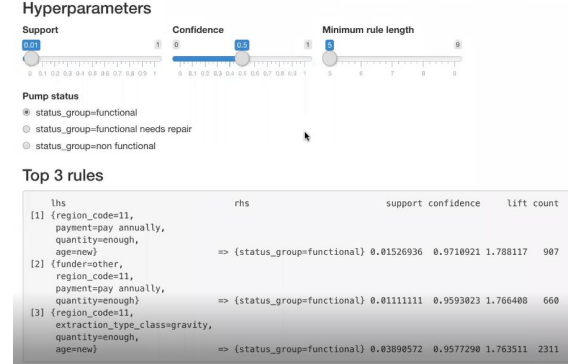 Hyperparameters
Support Confidence Minimum rule length
0.01 1 0 0.5 1 5 9
0 0.1 0.2 0.3 0.4 0.5 0.6 0.7 0.8 0.9 1 0 0.1 0.2 0.3 0.4 0.5 0.6 0.7 0.8 0.9 1 5 6 7 8 9
Pump status
status_group=functional
status_group=functional needs repair
status_group=non functional
Top 3 rules
lhs rhs support confidence lift count
[1] {region_code=11,
payment=pay annually,
quantity=enough,
age=new} => {status_group=functional} 0.01526936 0.9710921 1.788117 907
[2] {funder=other,
region_code=11,
payment=pay annually,
quantity=enough} => {status_group=functional} 0.01111111 0.9593023 1.766408 660
[3] {region_code=11,
extraction_type_class=gravity,
quantity=enough,
age=new} => {status_group=functional} 0.03890572 0.9577290 1.763511 2311